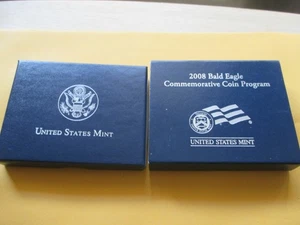 UNITED STATES MINT
2008 Bald Eagle
Commemorative Coin Program
UNITED STATES MINT